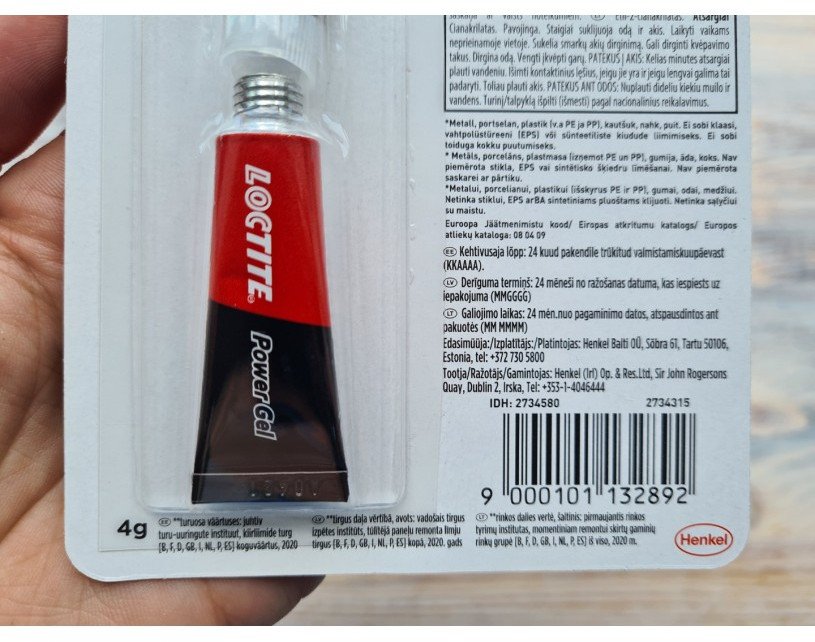 saskarja ar vaisīs noteikumiem. LT Etil-2-cianakrilatas. Atsargiai
Cianakrilatas. Pavojinga. Staigiai suklijuoja odą ir akis. Laikyti vaikams
neprieinamoje vietoje. Sukelia smarkų akių dirginimą. Gali dirginti kvėpavimo
takus. Dirgina odą. Vengti įkvėpti garų. PATEKUS Į AKIS: Kelias minutes atsargiai
plauti vandeniu. Išimti kontaktinius lęšius, jeigu jie yra ir jeigu lengvai galima tai
padaryti. Toliau plauti akis. PATEKUS ANT ODOS: Nuplauti dideliu kiekiu muilo ir
vandens. Turinį/talpyklą išpilti (išmesti) pagal nacionalinius reikalavimus.
*Metall, portselan, plastik (v.a PE ja PP), kautšuk, nahk, puit. Ei sobi klaasi,
vahtpolüstüreeni (EPS) või sünteetiliste kiudude liimimiseks. Ei sobi
toiduga kokku puutumiseks.
* Metāls, porcelāns, plastmasa (izņemot PE un PP), gumija, āda, koks. Nav
piemērota stikla, EPS vai sintētisko šķiedru līmēšanai. Nav piemērota
saskarei ar pārtiku.
*Metalui, porcelianui, plastikui (išskyrus PE ir PP), gumai, odai, medžiui.
Netinka stiklui, EPS arBA sintetiniams pluoštams klijuoti. Netinka sąlyčiui
su maistu.
Euroopa Jäätmenimistu kood/ Eiropas atkritumu katalogs/ Europos
atliekų kataloga: 08 04 09
EE Kehtivusaja lõpp: 24 kuud pakendile trükitud valmistamiskuupäevast
(KKAAAA).
LV Derīguma termiņš: 24 mēneši no ražošanas datuma, kas iespiests uz
iepakojuma (MMGGGG)
LT Galiojimo laikas: 24 mėn.nuo pagaminimo datos, atspausdintos ant
pakuotės (MM MMMM)
Edasimüüja:/Izplatītājs:/Platintojas: Henkel Balti OÜ, Sõbra 61, Tartu 50106,
Estonia, tel: +372 730 5800
Tootja/Ražotājs/Gamintojas: Henkel (Irl) Op. & Res.Ltd, Sir John Rogersons
Quay, Dublin 2, Irska, Tel: +353-1-4046444
IDH: 2734580 2734315
9 000101 132892
LOCTITE®
Power Gel
4g
EE **turuosa väärtuses: juhtiv
turu-uuringute instituut, kiirliimide turg
[B, F, D, GB, I, NL, P, ES] koguväärtus, 2020
LV **tirgus daļa vērtībā, avots: vadošais tirgus
izpētes institūts, tūlītējā paneļu remonta līmju
tirgus [B, F, D, GB, I, NL, P, ES] kopā, 2020. gads
LT **rinkos dalies vertė, šaltinis: pirmaujantis rinkos
tyrimų institutas, momentiniam remontui skirtų gaminių
rinkų grupė [B, F, D, GB, I, NL, P, ES] iš viso, 2020 m.
Henkel